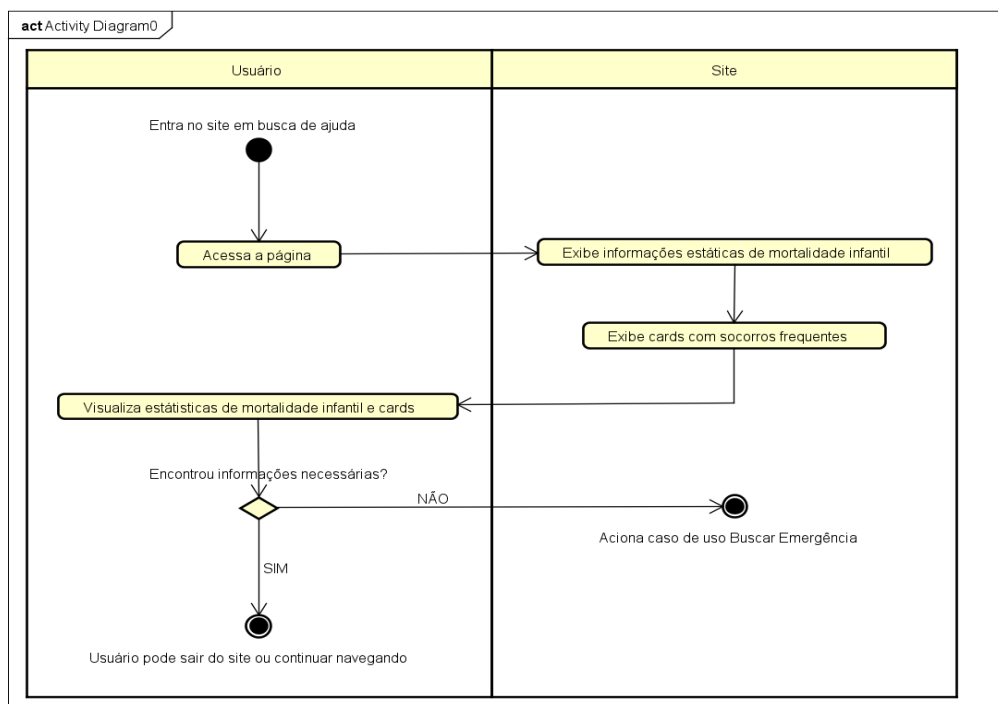 act Activity Diagram0
Usuário
Site
Entra no site em busca de ajuda
Acessa a página
Exibe informações estáticas de mortalidade infantil
Exibe cards com socorros frequentes
Visualiza estátisticas de mortalidade infantil e cards
Encontrou informações necessárias?
NÃO
Aciona caso de uso Buscar Emergência
SIM
Usuário pode sair do site ou continuar navegando